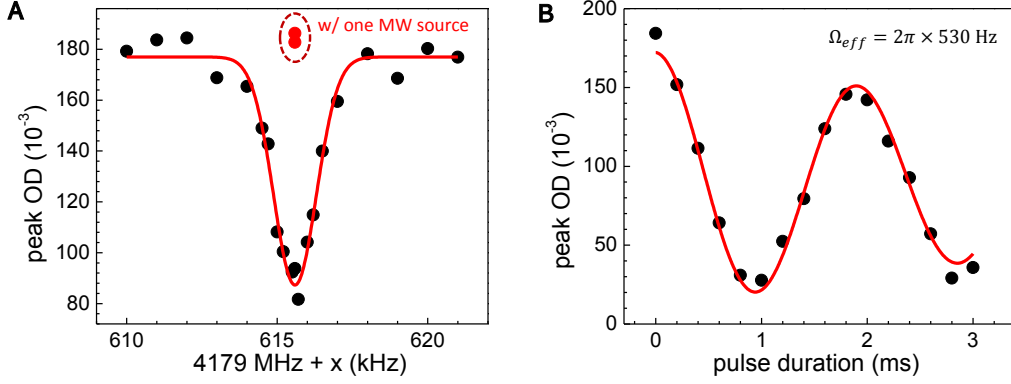 A
w/ one MW source
peak OD (10⁻³)
180
160
140
120
100
80
610
615
620
4179 MHz + x (kHz)
B
Ω_eff = 2π × 530 Hz
peak OD (10⁻³)
200
150
100
50
0
0
1
2
3
pulse duration (ms)